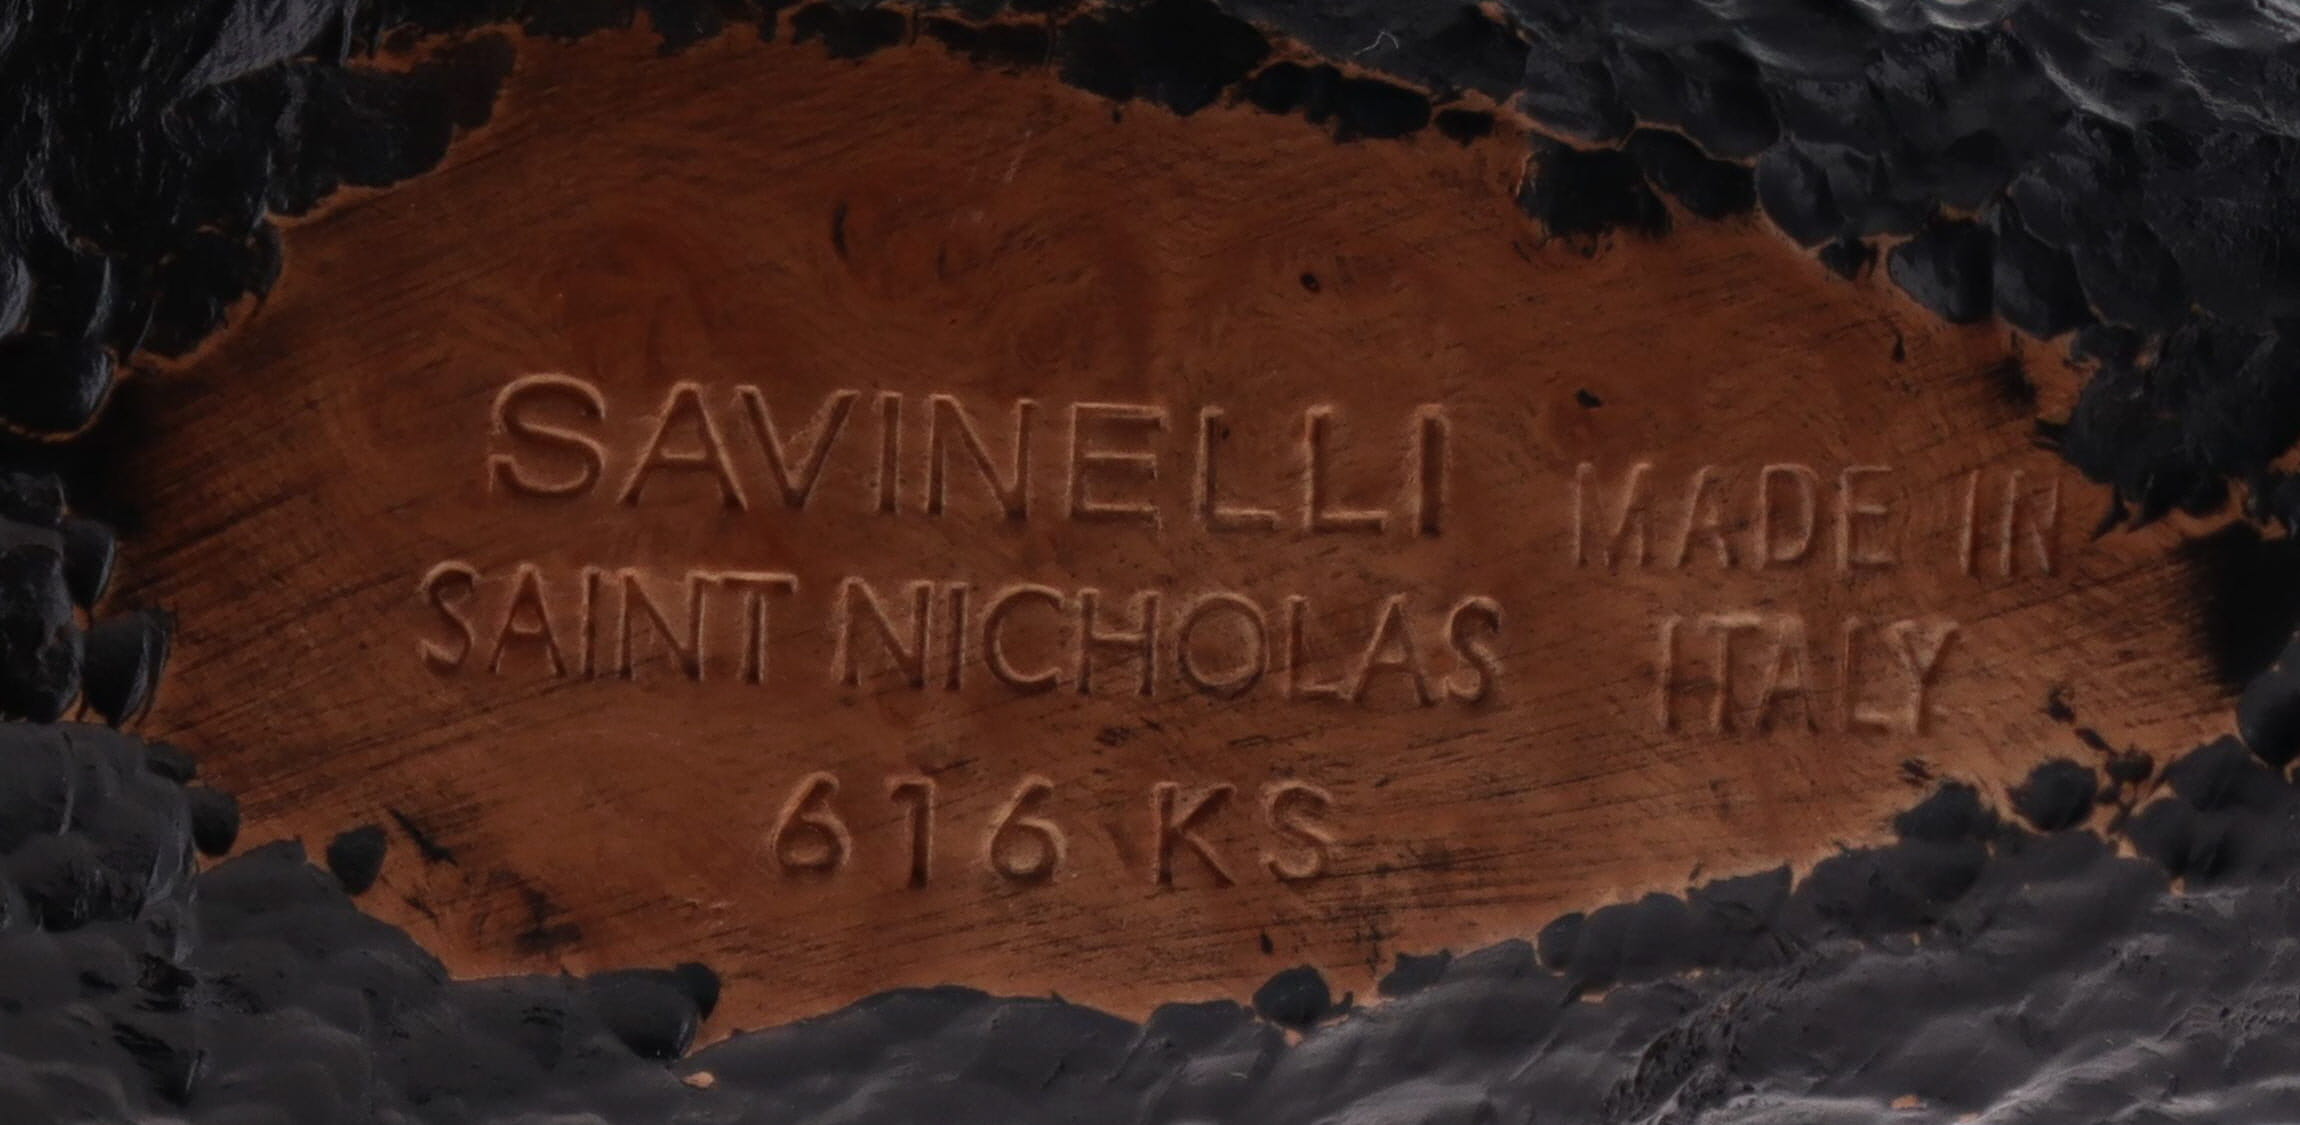 SAVINELLI
SAINT NICHOLAS
616 KS
MADE IN
ITALY